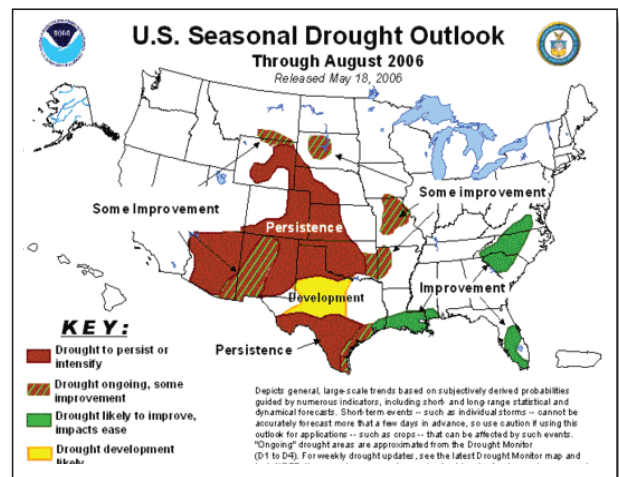 U.S. Seasonal Drought Outlook
Through August 2006
Released May 18, 2006
Some Improvement
Some improvement
Persistence
Improvement
Development
Persistence
KEY:
Drought to persist or
intensify
Drought ongoing, some
improvement
Drought likely to improve,
impacts ease
Drought development
likely
Depicts general, large-scale trends based on subjectively derived probabilities
guided by numerous indicators, including short- and long-range statistical and
dynamical forecasts. Short-term events -- such as individual storms -- cannot be
accurately forecast more that a few days in advance, so use caution if using this
outlook for applications -- such as crops -- that can be affected by such events.
"Ongoing" drought areas are approximated from the Drought Monitor
(D1 to D4). For weekly drought updates, see the latest Drought Monitor map and